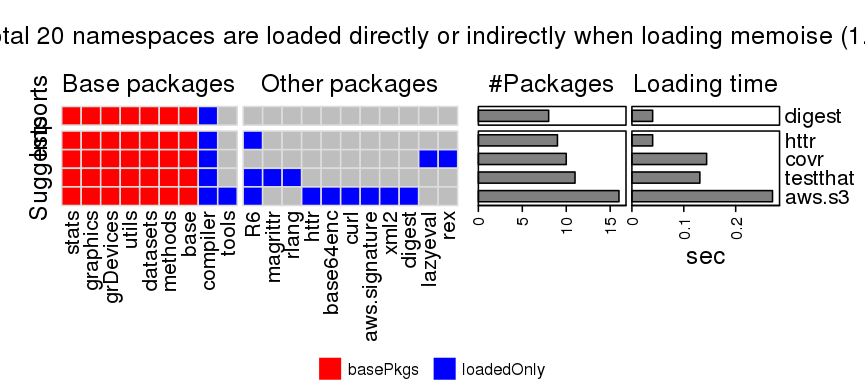 otal 20 namespaces are loaded directly or indirectly when loading memoise (1.
Base packages Other packages #Packages Loading time
Imports
Suggests
digest
httr
covr
testthat
aws.s3
stats
graphics
grDevices
utils
datasets
methods
base
compiler
tools
R6
magrittr
rlang
httr
base64enc
curl
aws.signature
xml2
digest
lazyeval
rex
0 5 10 15
0 0.1 0.2
sec
basePkgs loadedOnly